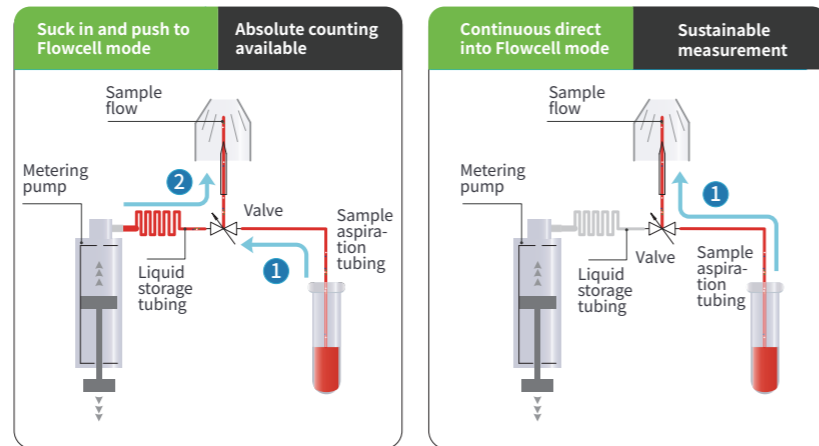 Suck in and push to
Flowcell mode
Absolute counting
available
Sample
flow
Metering
pump
2
Valve
Sample
aspira-
tion
tubing
1
Liquid
storage
tubing
Continuous direct
into Flowcell mode
Sustainable
measurement
Sample
flow
Metering
pump
1
Valve
Sample
aspira-
tion
tubing
Liquid
storage
tubing